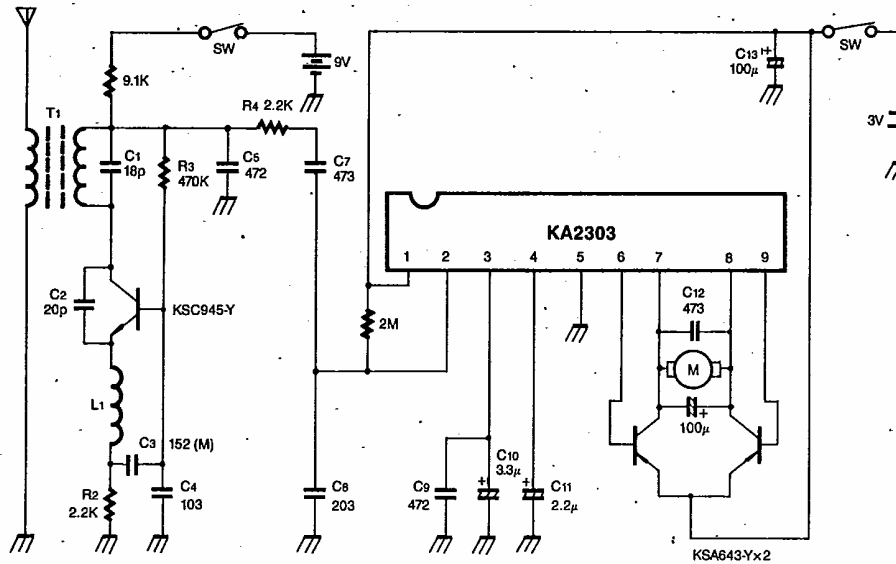 SW
9V
9.1K
C13
+
100μ
SW
3V
T1
R4 2.2K
C1
18p
R3
470K
C5
472
C7
473
KA2303
1 2 3 4 5 6 7 8 9
C2
20p
KSC945-Y
2M
C12
473
M
+
100μ
L1
C3
152 (M)
R2
2.2K
C4
103
C8
203
C9
472
C10
3.3μ
+
C11
2.2μ
+
KSA643-Y×2